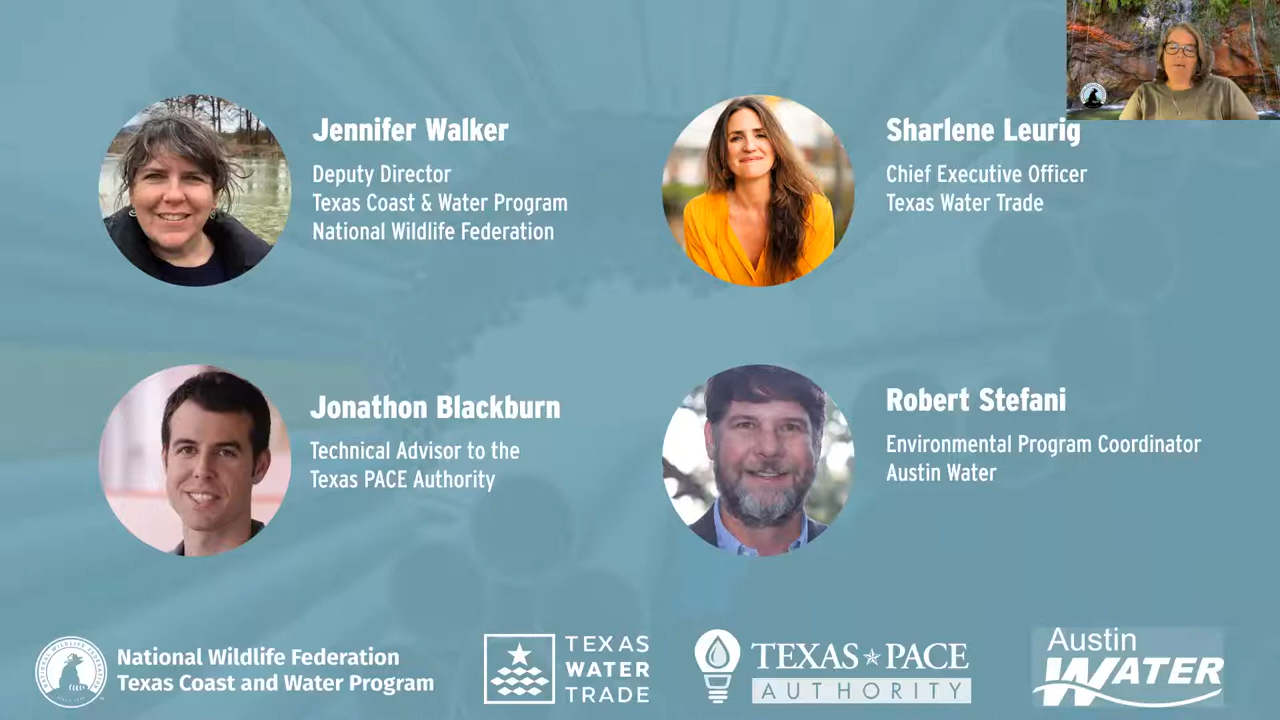 Jennifer Walker
Deputy Director
Texas Coast & Water Program
National Wildlife Federation
Sharlene Leurig
Chief Executive Officer
Texas Water Trade
Jonathon Blackburn
Technical Advisor to the
Texas PACE Authority
Robert Stefani
Environmental Program Coordinator
Austin Water
National Wildlife Federation
Texas Coast and Water Program
TEXAS
WATER
TRADE
TEXAS PACE
AUTHORITY
Austin
WATER